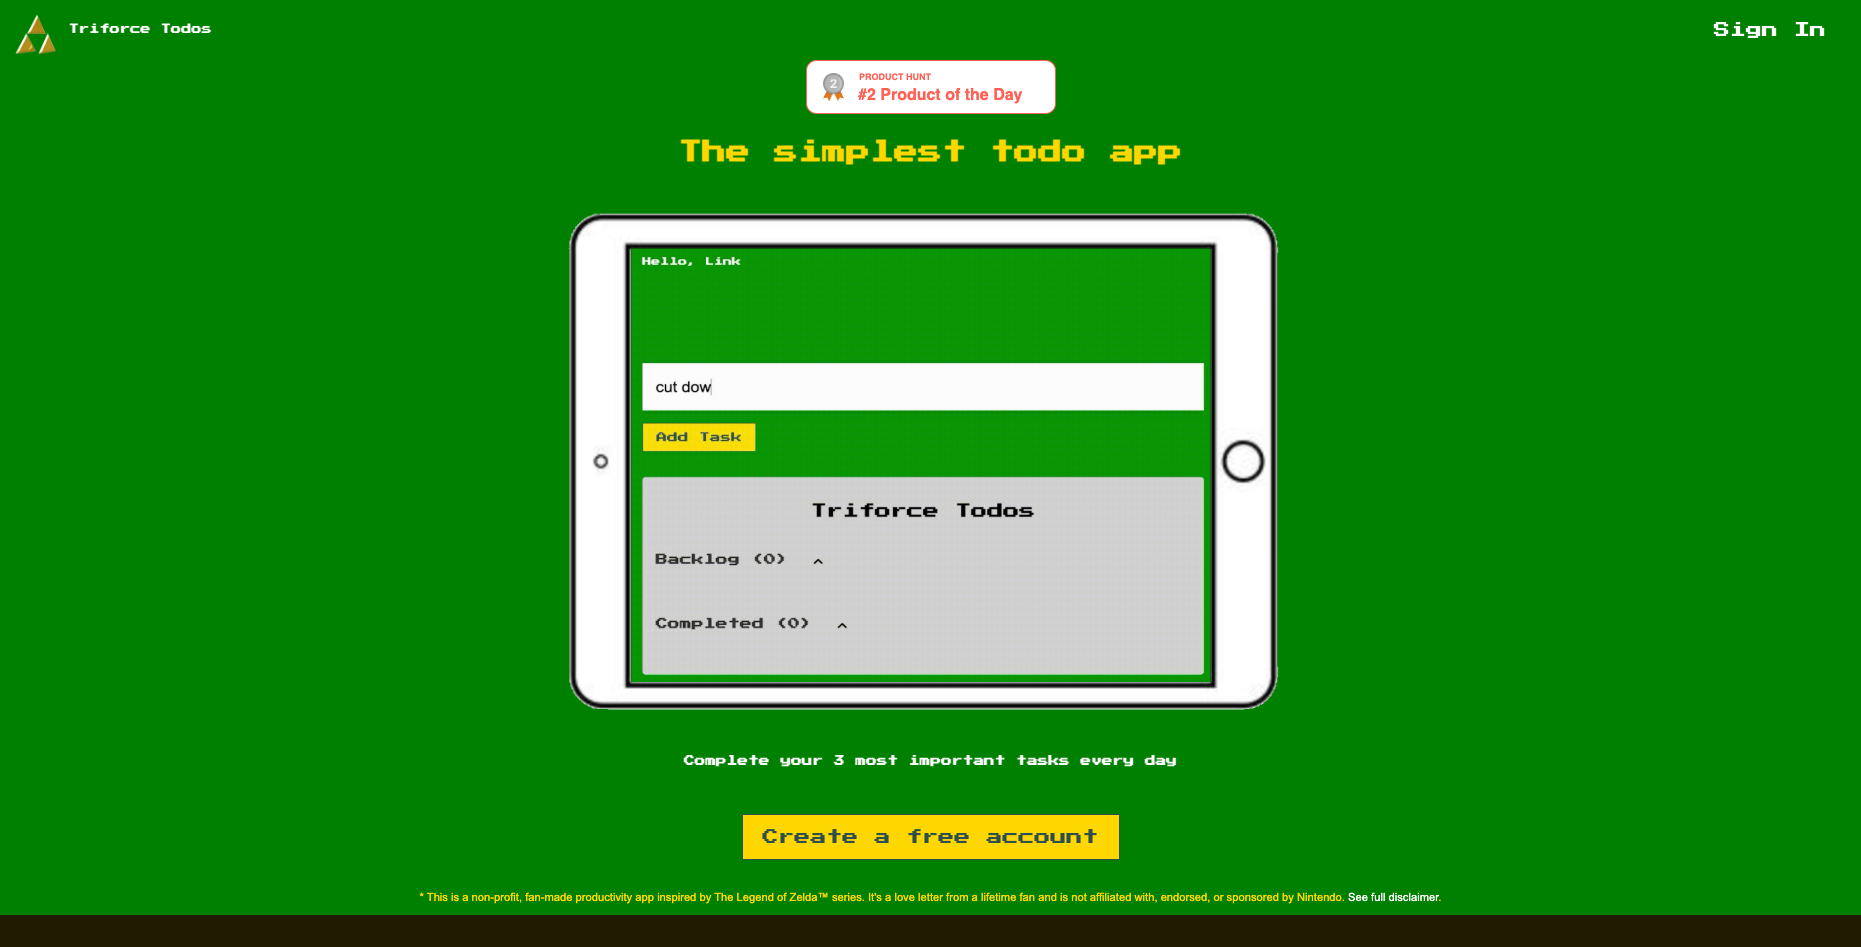 Triforce Todos
Sign In
2
PRODUCT HUNT
#2 Product of the Day
The simplest todo app
Hello, Link
cut dow
Add Task
Triforce Todos
Backlog (0)
Completed (0)
Complete your 3 most important tasks every day
Create a free account
* This is a non-profit, fan-made productivity app inspired by The Legend of Zelda™ series. It's a love letter from a lifetime fan and is not affiliated with, endorsed, or sponsored by Nintendo. See full disclaimer.